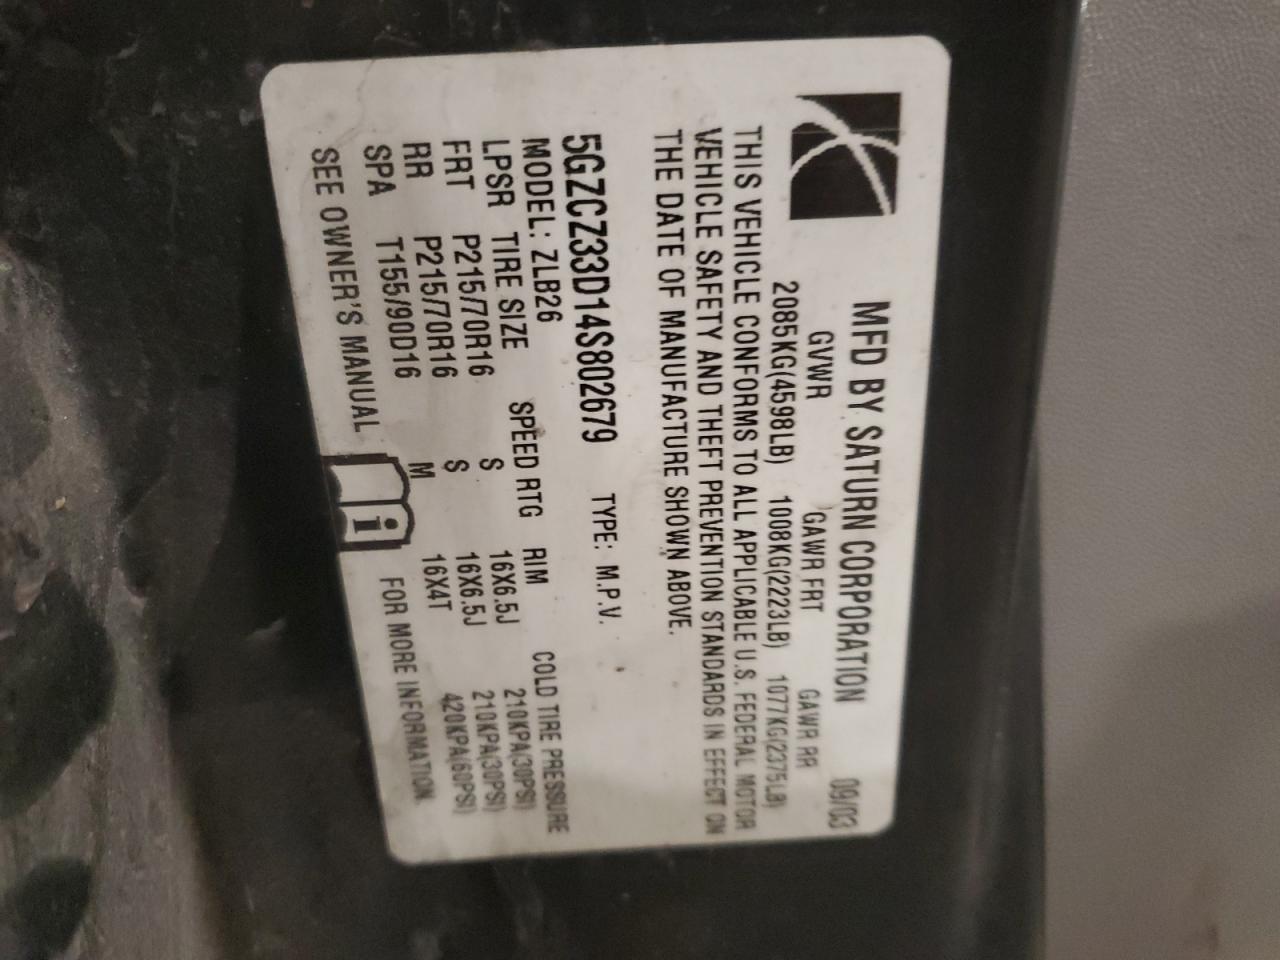 MFD BY SATURN CORPORATION 09/03
GVWR GAWR FRT GAWR RR
2085KG(4598LB) 1008KG(2223LB) 1077KG(2375LB)
THIS VEHICLE CONFORMS TO ALL APPLICABLE U.S. FEDERAL MOTOR
VEHICLE SAFETY AND THEFT PREVENTION STANDARDS IN EFFECT ON
THE DATE OF MANUFACTURE SHOWN ABOVE.
5GZCZ33D14S802679 TYPE: M.P.V.
MODEL: ZLB26
LPSR TIRE SIZE SPEED RTG RIM COLD TIRE PRESSURE
FRT P215/70R16 S 16X6.5J 210KPA(30PSI)
RR P215/70R16 S 16X6.5J 210KPA(30PSI)
SPA T155/90D16 M 16X4T 420KPA(60PSI)
SEE OWNER'S MANUAL i FOR MORE INFORMATION.